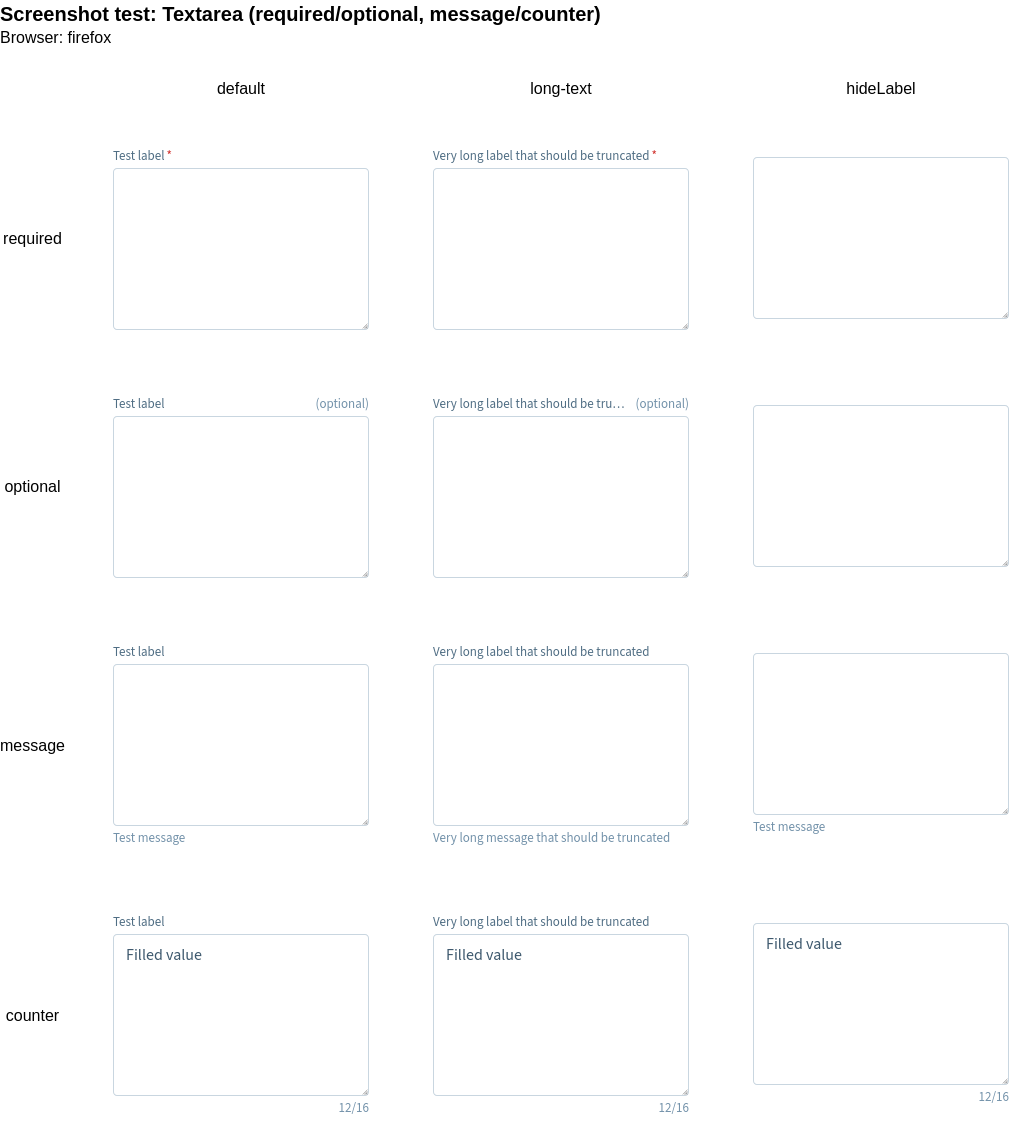 Screenshot test: Textarea (required/optional, message/counter)
Browser: firefox
default long-text hideLabel
Test label * Very long label that should be truncated *
required
Test label (optional) Very long label that should be tru… (optional)
optional
Test label Very long label that should be truncated
message
Test message Very long message that should be truncated Test message
Test label Very long label that should be truncated
Filled value Filled value Filled value
counter
12/16 12/16 12/16